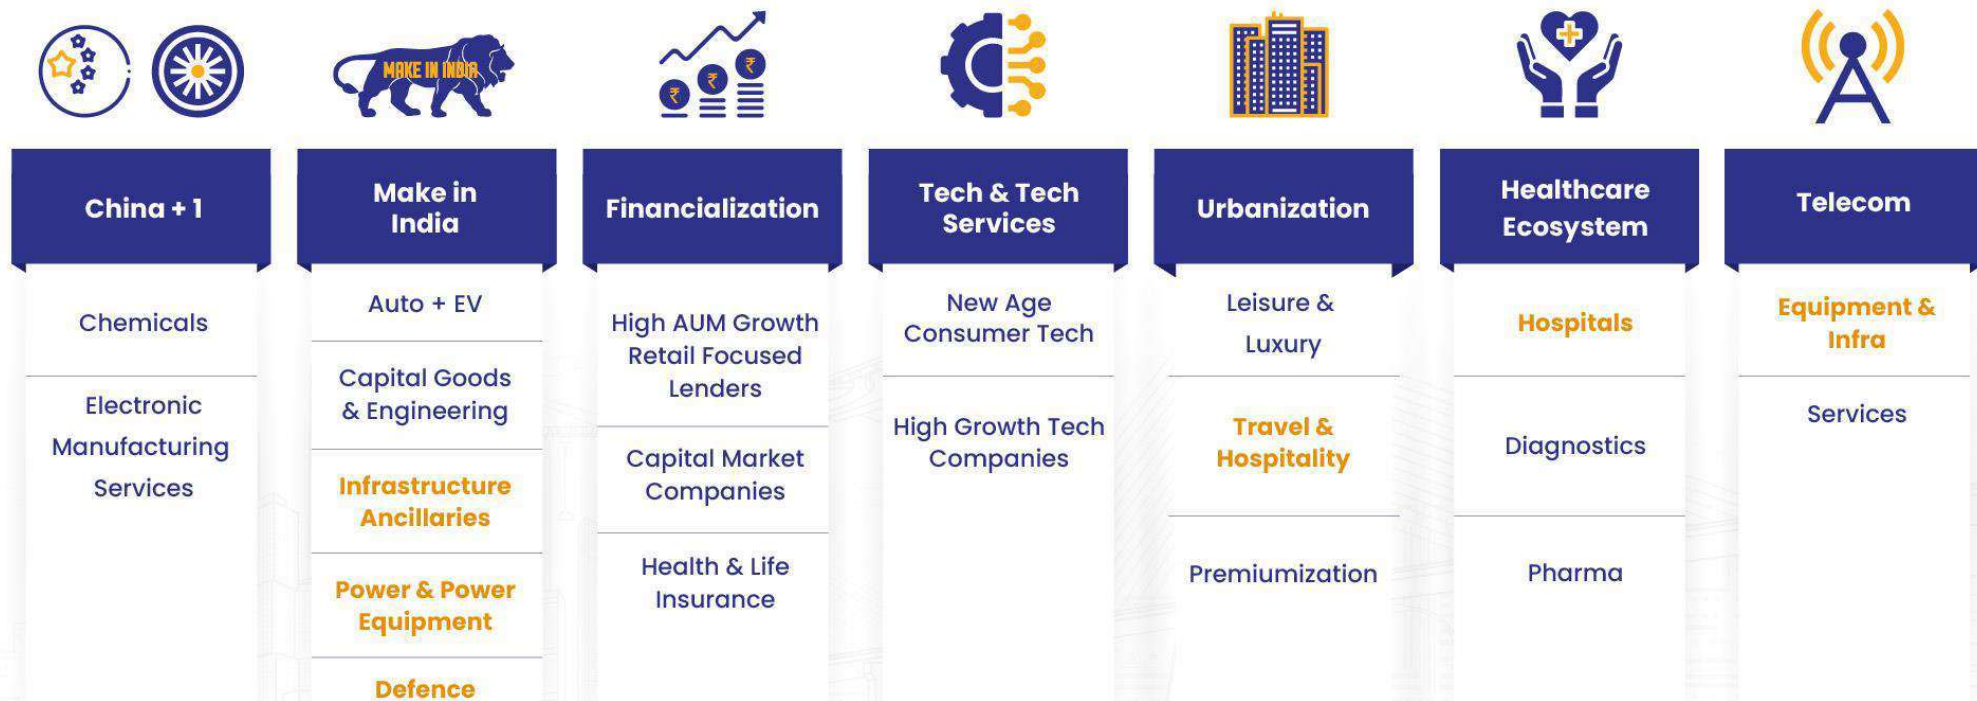 MAKE IN INDIA
₹
₹
₹
China + 1
Chemicals
Electronic
Manufacturing
Services
Make in
India
Auto + EV
Capital Goods
& Engineering
Infrastructure
Ancillaries
Power & Power
Equipment
Defence
Financialization
High AUM Growth
Retail Focused
Lenders
Capital Market
Companies
Health & Life
Insurance
Tech & Tech
Services
New Age
Consumer Tech
High Growth Tech
Companies
Urbanization
Leisure &
Luxury
Travel &
Hospitality
Premiumization
Healthcare
Ecosystem
Hospitals
Diagnostics
Pharma
Telecom
Equipment &
Infra
Services